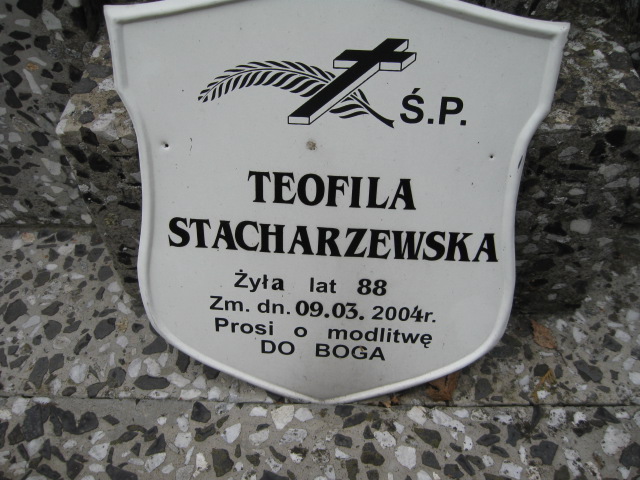 Ś.P.
TEOFILA
STACHARZEWSKA
Żyła lat 88
Zm. dn. 09.03. 2004r.
Prosi o modlitwę
DO BOGA